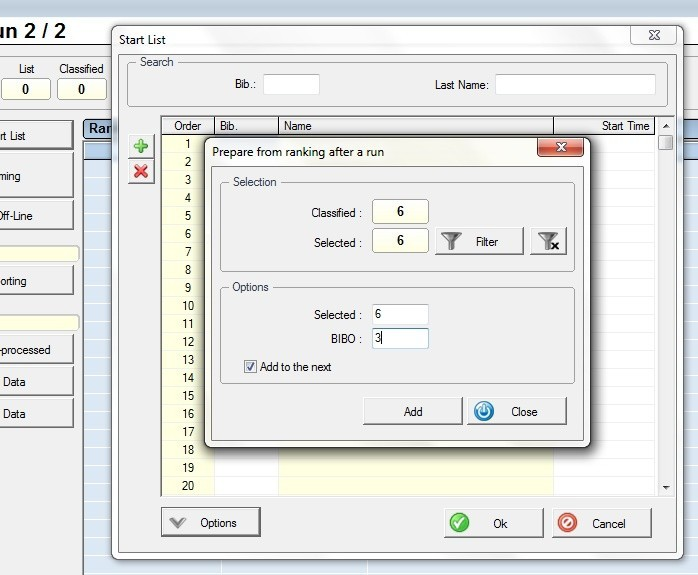 un 2 / 2
List Classified
0 0
rt List
ming
Off-Line
orting
-processed
Data
Data
Ran
Start List
Search
Bib.: Last Name:
Order Bib. Name Start Time
1
2
3
4
5
6
7
8
9
10
11
12
13
14
15
16
17
18
19
20
Prepare from ranking after a run
Selection
Classified : 6
Selected : 6 Filter
Options
Selected : 6
BIBO : 3
Add to the next
Add Close
Options Ok Cancel